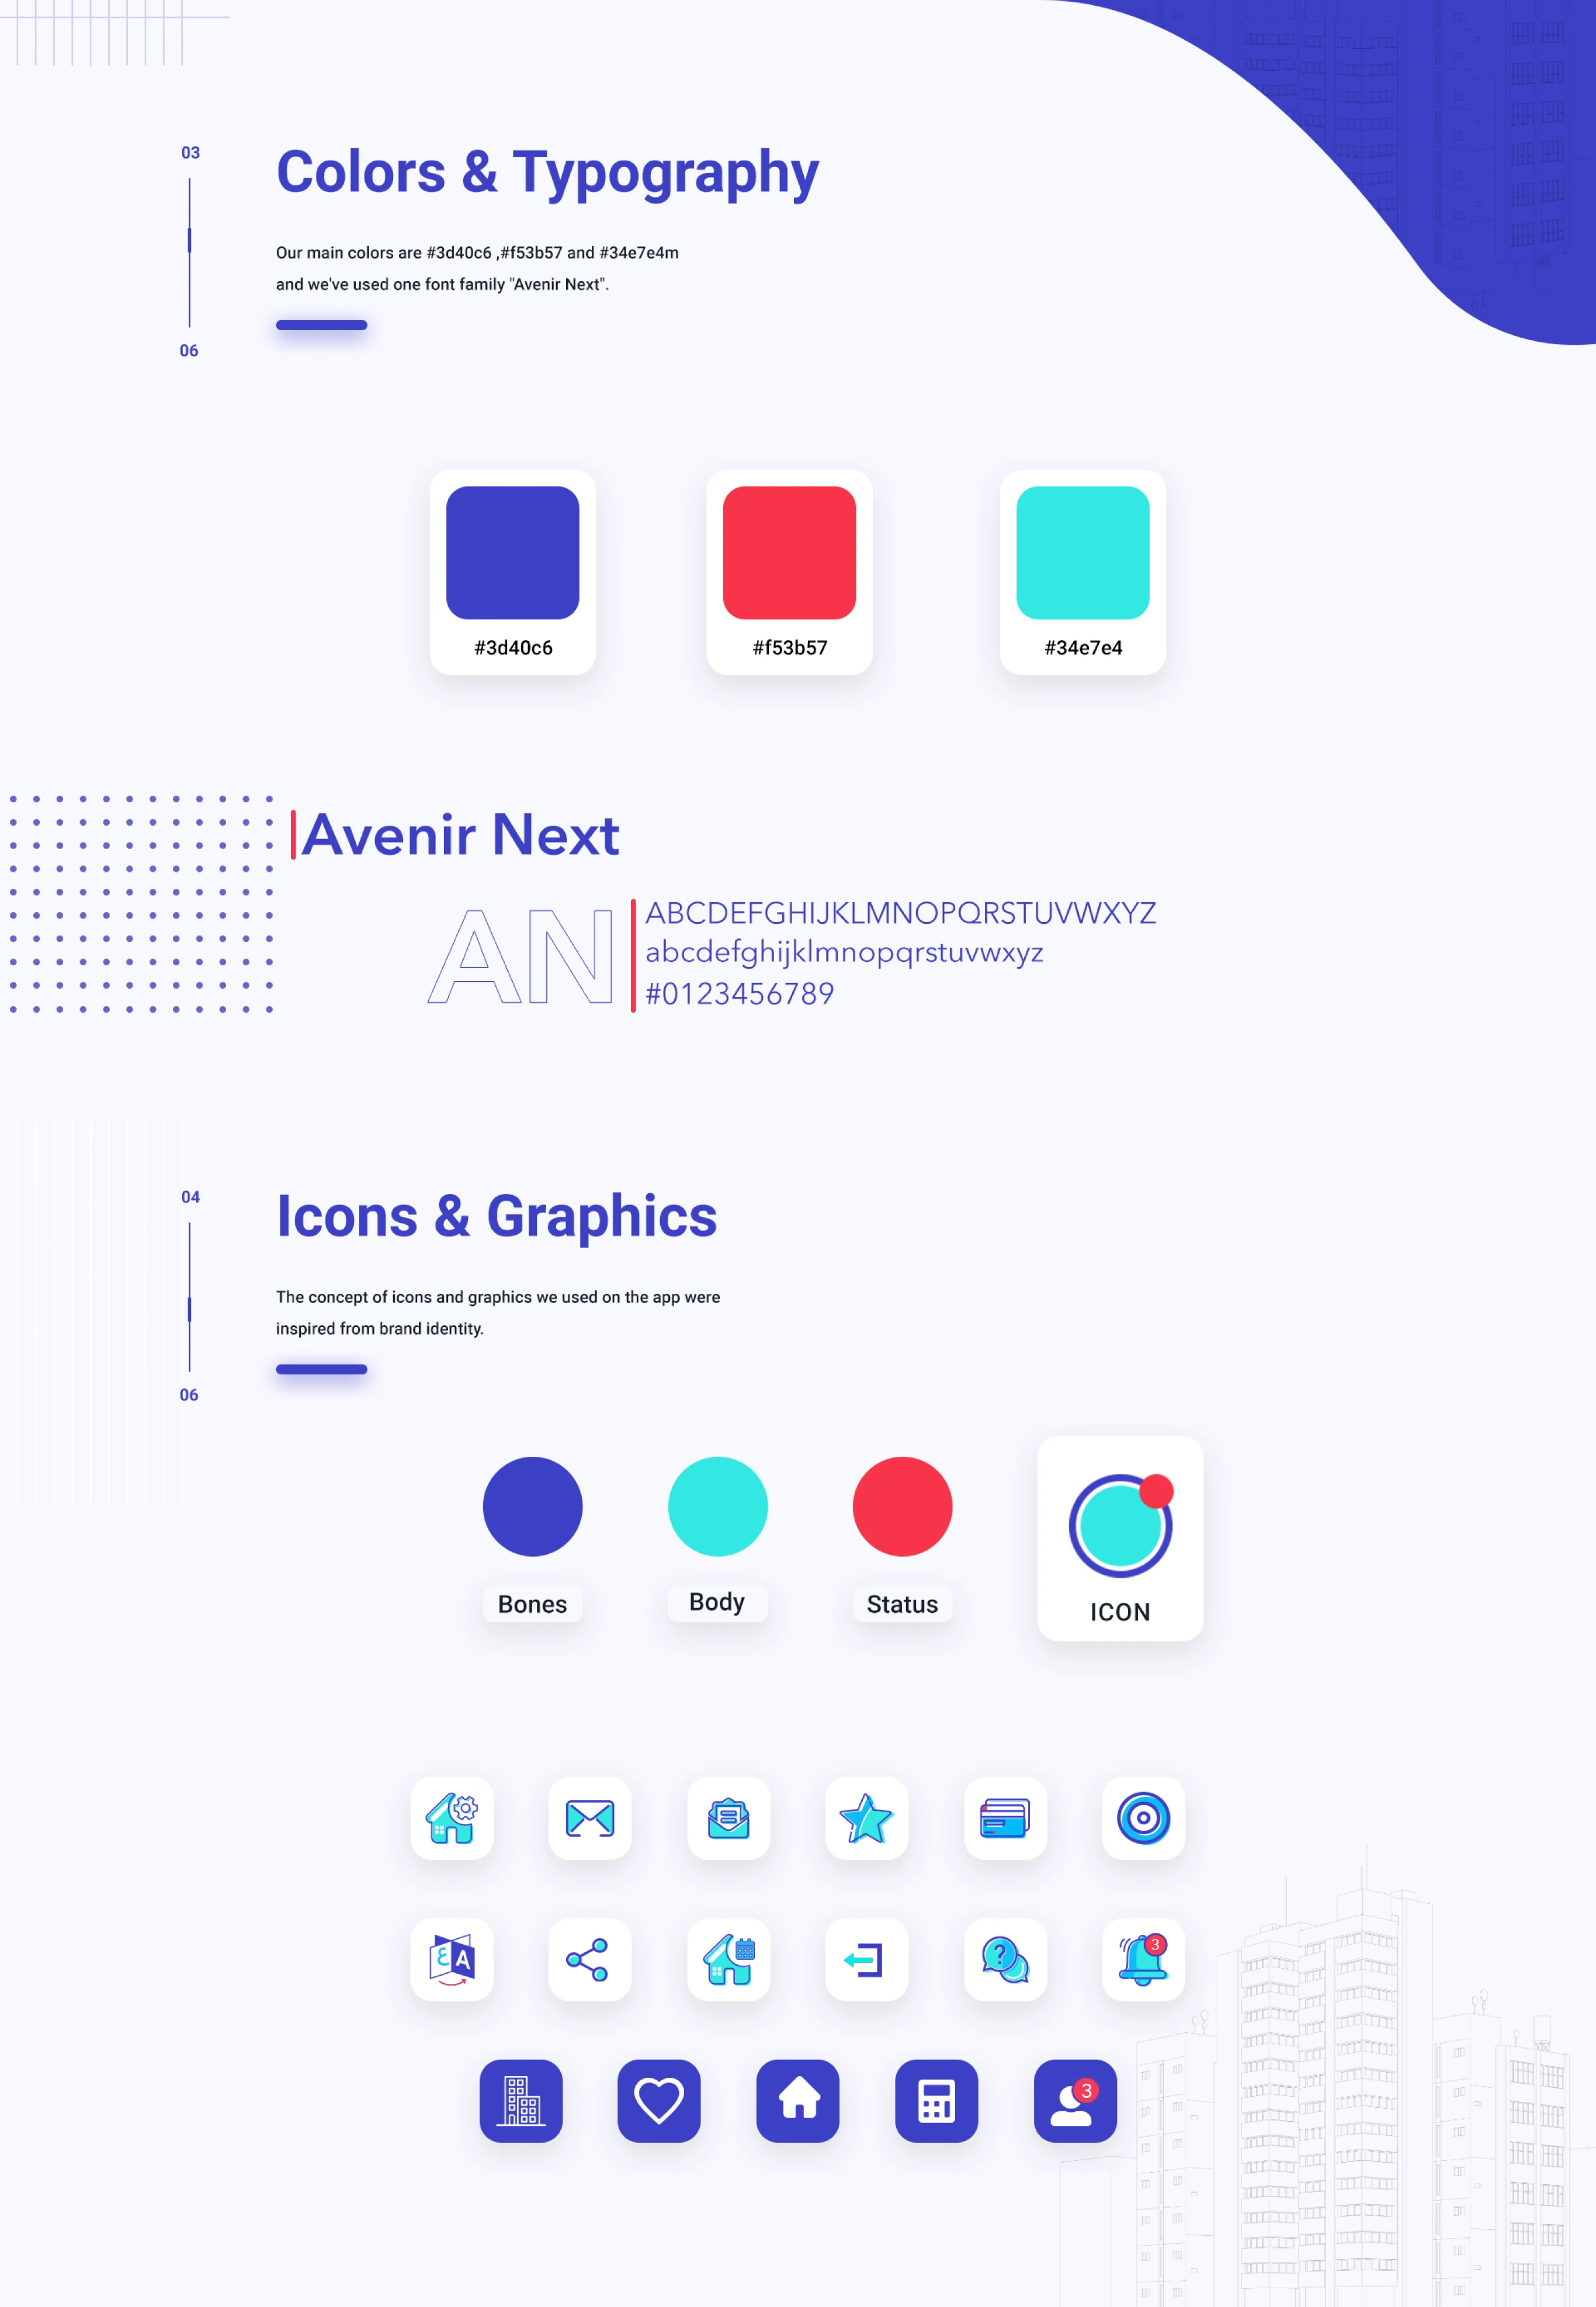 03
Colors & Typography
Our main colors are #3d40c6 ,#f53b57 and #34e7e4m
and we've used one font family "Avenir Next".
06
#3d40c6
#f53b57
#34e7e4
Avenir Next
AN
ABCDEFGHIJKLMNOPQRSTUVWXYZ
abcdefghijklmnopqrstuvwxyz
#0123456789
04
Icons & Graphics
The concept of icons and graphics we used on the app were
inspired from brand identity.
06
Bones
Body
Status
ICON
ع A
?
3
3